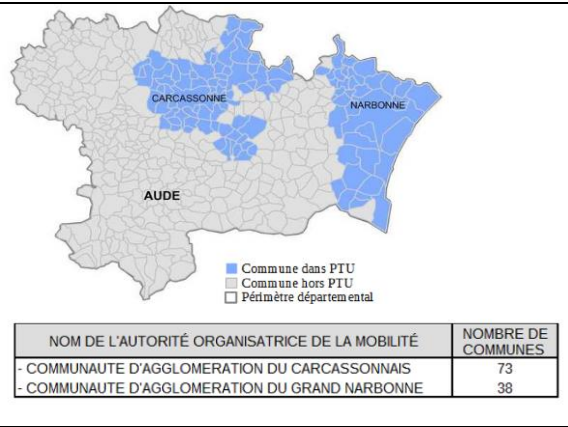 CARCASSONNE
NARBONNE
AUDE
Commune dans PTU
Commune hors PTU
Périmètre départemental
NOM DE L'AUTORITÉ ORGANISATRICE DE LA MOBILITÉ
NOMBRE DE COMMUNES
- COMMUNAUTE D'AGGLOMERATION DU CARCASSONNAIS 73
- COMMUNAUTE D'AGGLOMERATION DU GRAND NARBONNE 38